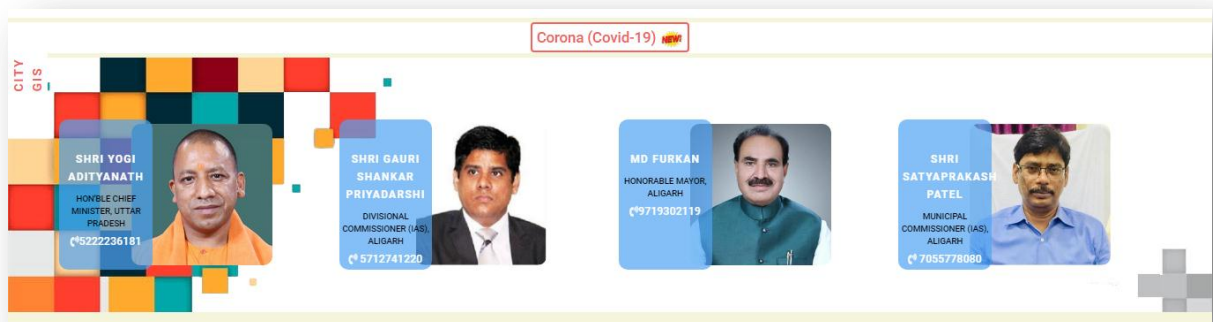 Corona (Covid-19) NEW!
CITY
GIS
SHRI YOGI
ADITYANATH
HON'BLE CHIEF
MINISTER, UTTAR
PRADESH
5222236181
SHRI GAURI
SHANKAR
PRIYADARSHI
DIVISIONAL
COMMISSIONER (IAS),
ALIGARH
5712741220
MD FURKAN
HONORABLE MAYOR,
ALIGARH
9719302119
SHRI
SATYAPRAKASH
PATEL
MUNICIPAL
COMMISSIONER (IAS),
ALIGARH
7055778080